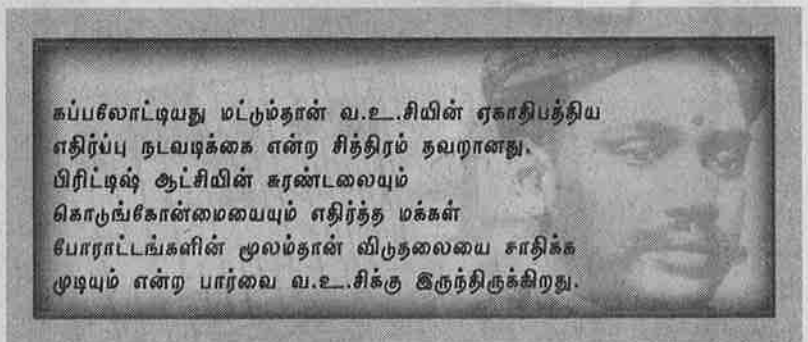 கப்பலோட்டியது மட்டும்தான் வ.உ.சியின் ஏகாதிபத்திய
எதிர்ப்பு நடவடிக்கை என்ற சித்திரம் தவறானது.
பிரிட்டிஷ் ஆட்சியின் சுரண்டலையும்
கொடுங்கோன்மையையும் எதிர்த்த மக்கள்
போராட்டங்களின் மூலம்தான் விடுதலையை சாதிக்க
முடியும் என்ற பார்வை வ.உ.சிக்கு இருந்திருக்கிறது.